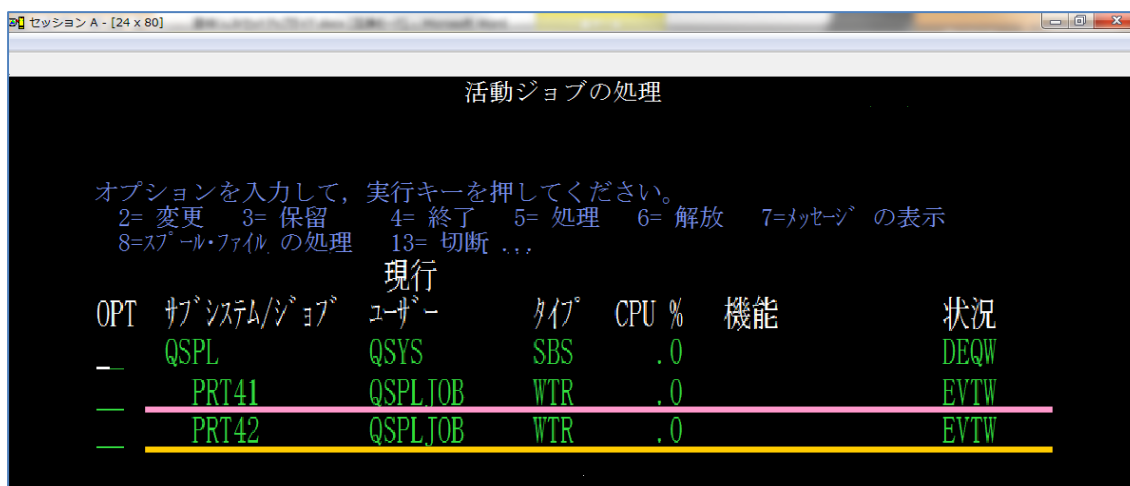 セッション A - [24 x 80]
活動ジョブの処理
オプションを入力して, 実行キーを押してください。
2= 変更 3= 保留 4= 終了 5= 処理 6= 解放 7=ﾒｯｾｰｼﾞ の表示
8=ｽﾌﾟｰﾙ･ﾌｧｲﾙ の処理 13= 切断 ...
現行
OPT ｻﾌﾞｼｽﾃﾑ/ｼﾞｮﾌﾞ ﾕｰｻﾞｰ ﾀｲﾌﾟ CPU % 機能 状況
QSPL QSYS SBS .0 DEQW
PRT41 QSPLJOB WTR .0 EVTW
PRT42 QSPLJOB WTR .0 EVTW